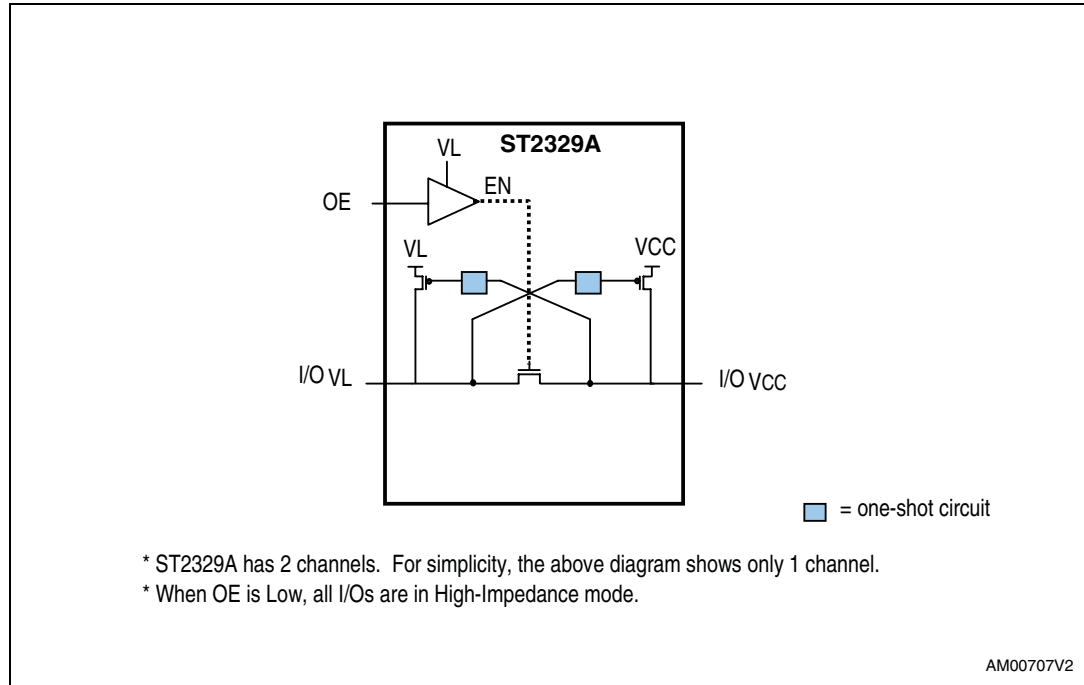 ST2329A
VL
EN
OE
VL
VCC
I/O VL
I/O VCC
= one-shot circuit
* ST2329A has 2 channels. For simplicity, the above diagram shows only 1 channel.
* When OE is Low, all I/Os are in High-Impedance mode.
AM00707V2